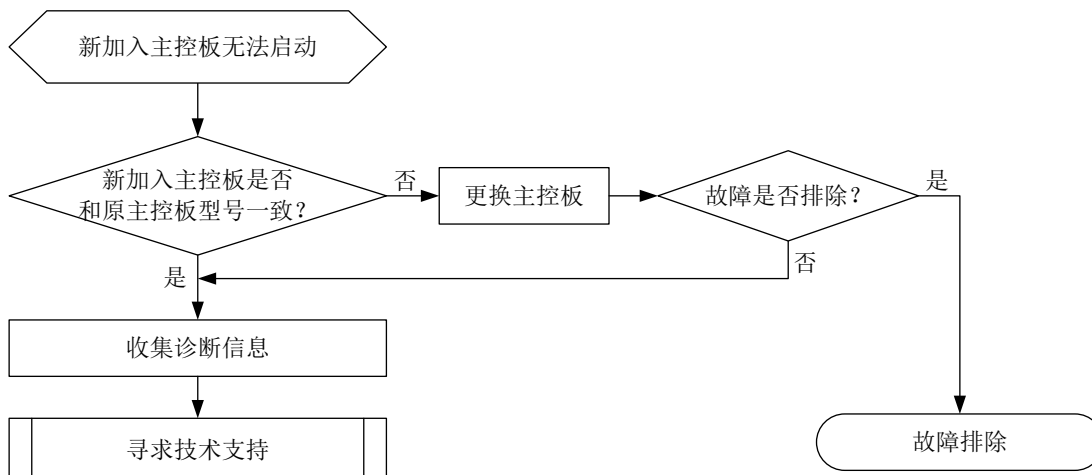 新加入主控板无法启动
新加入主控板是否
和原主控板型号一致？
否
更换主控板
故障是否排除？
是
否
是
收集诊断信息
寻求技术支持
故障排除